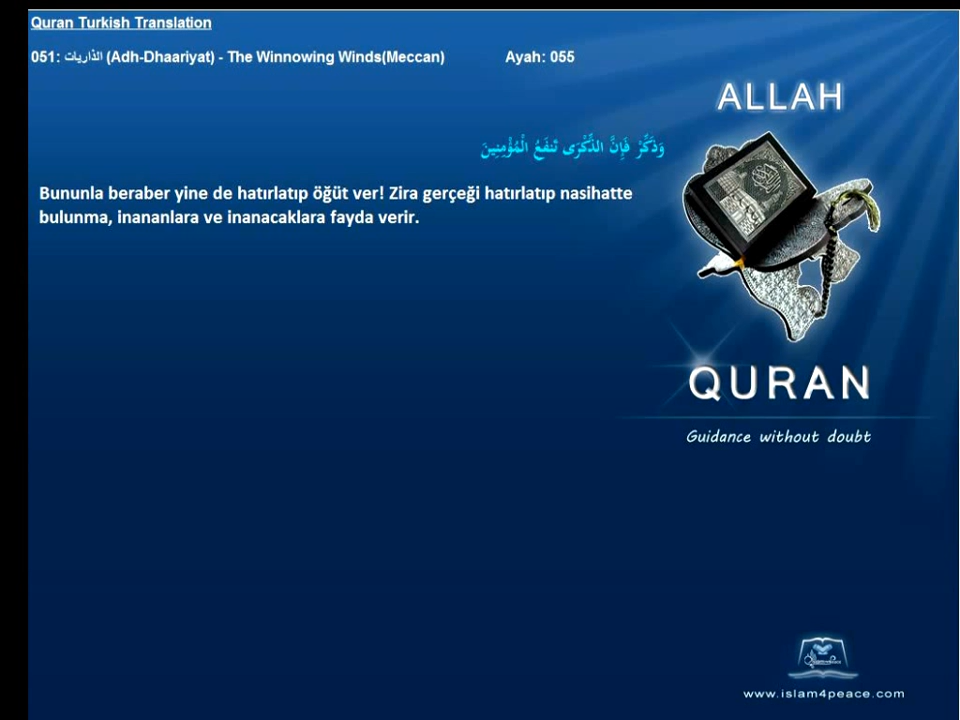 Quran Turkish Translation
051: الذاريات (Adh-Dhaariyat) - The Winnowing Winds(Meccan) Ayah: 055
ALLAH
وَذَكِّرْ فَإِنَّ الذِّكْرَى تَنفَعُ الْمُؤْمِنِينَ
Bununla beraber yine de hatırlatıp öğüt ver! Zira gerçeği hatırlatıp nasihatte
bulunma, inananlara ve inanacaklara fayda verir.
QURAN
Guidance without doubt
www.islam4peace.com